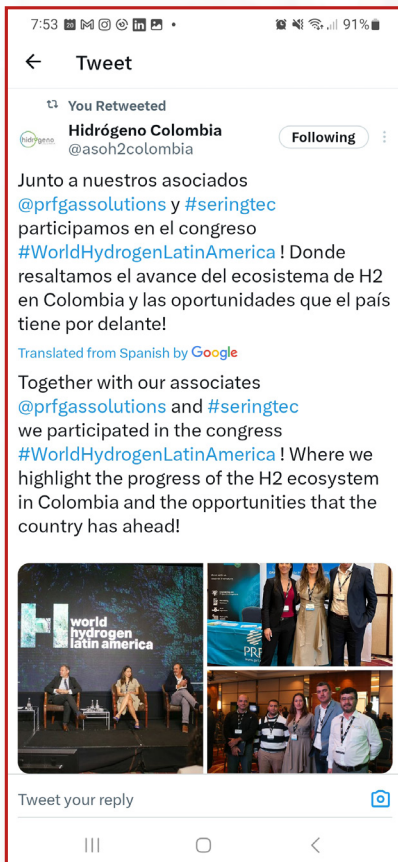 7:53
91%
Tweet
You Retweeted
hidrógeno
Hidrógeno Colombia
@asoh2colombia
Following
Junto a nuestros asociados
@prfgassolutions y #seringtec
participamos en el congreso
#WorldHydrogenLatinAmerica ! Donde
resaltamos el avance del ecosistema de H2
en Colombia y las oportunidades que el país
tiene por delante!
Translated from Spanish by Google
Together with our associates
@prfgassolutions and #seringtec
we participated in the congress
#WorldHydrogenLatinAmerica ! Where we
highlight the progress of the H2 ecosystem
in Colombia and the opportunities that the
country has ahead!
world
hydrogen
latin america
Tweet your reply